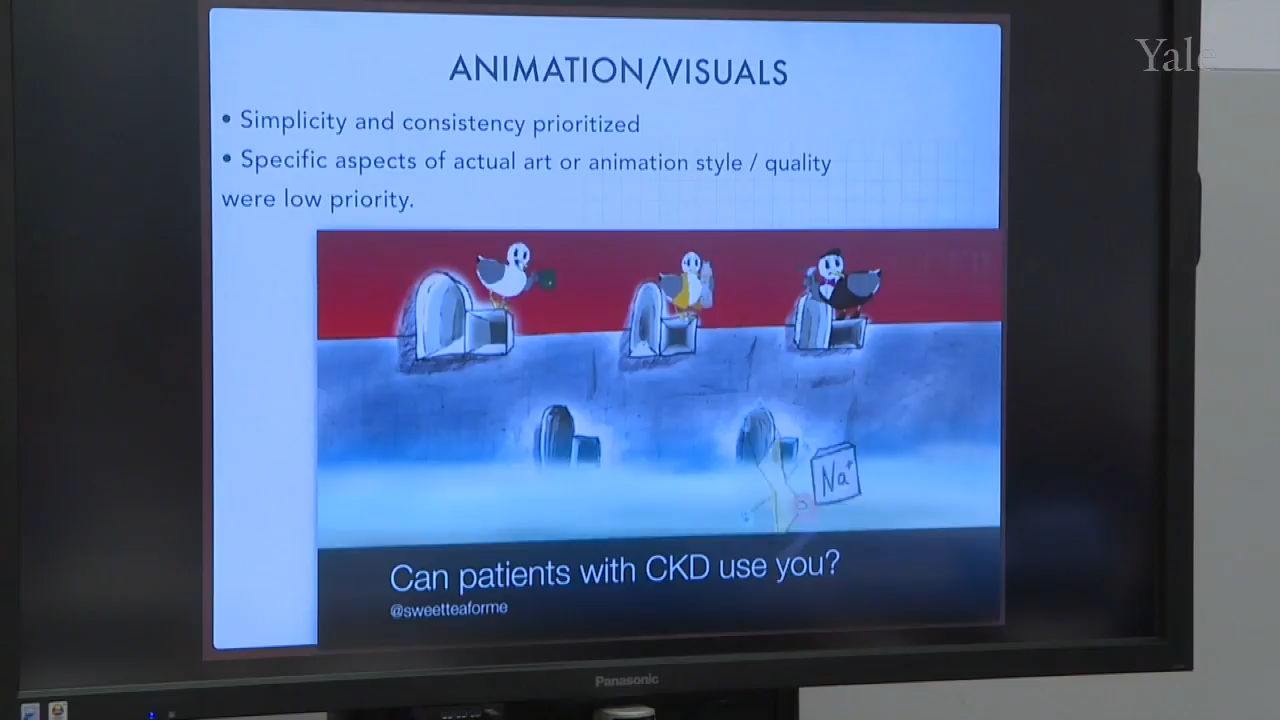 Yale
ANIMATION/VISUALS
• Simplicity and consistency prioritized
• Specific aspects of actual art or animation style / quality
were low priority.
Na+
Can patients with CKD use you?
@sweetteaforme
Panasonic